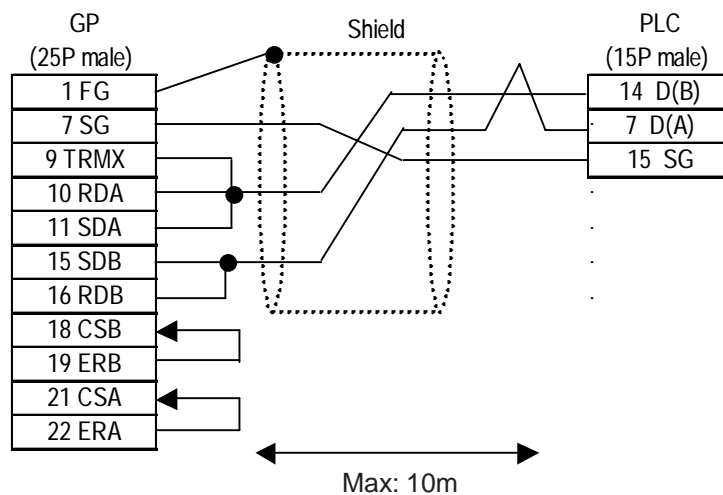 GP
(25P male)
Shield
PLC
(15P male)
1 FG
7 SG
9 TRMX
10 RDA
11 SDA
15 SDB
16 RDB
18 CSB
19 ERB
21 CSA
22 ERA
14 D(B)
7 D(A)
15 SG
Max: 10m